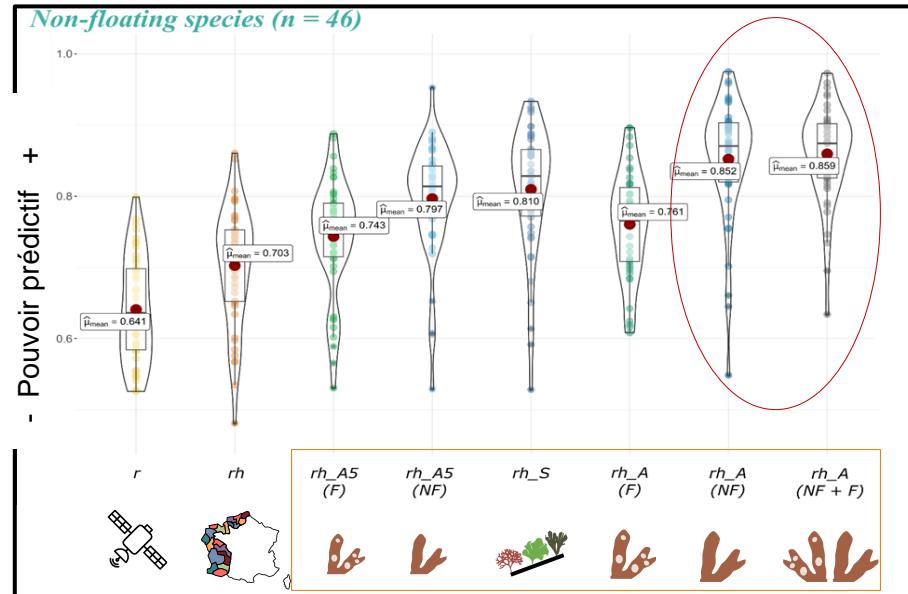 Non-floating species (n = 46)
- Pouvoir prédictif +
1.0
0.8
0.6
μ̂mean = 0.641
μ̂mean = 0.703
μ̂mean = 0.743
μ̂mean = 0.797
μ̂mean = 0.810
μ̂mean = 0.761
μ̂mean = 0.852
μ̂mean = 0.859
r
rh
rh_A5
(F)
rh_A5
(NF)
rh_S
rh_A
(F)
rh_A
(NF)
rh_A
(NF + F)